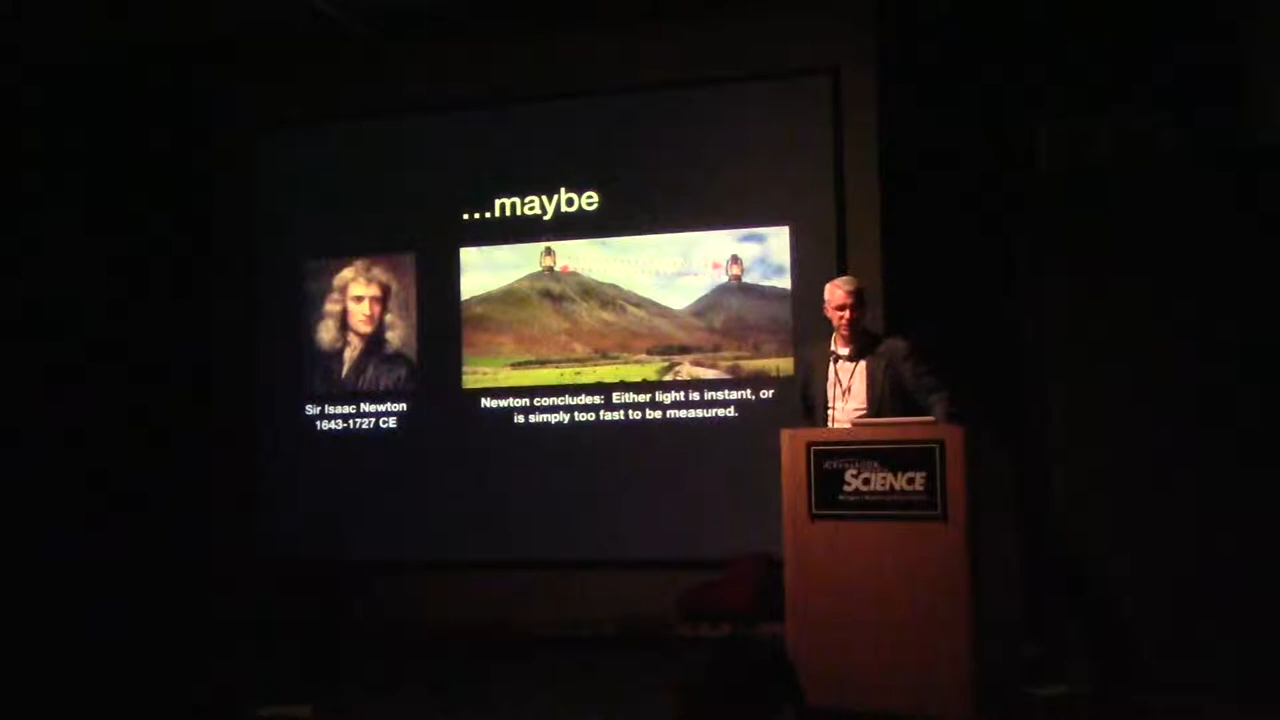 ...maybe
Sir Isaac Newton
1643-1727 CE
Newton concludes: Either light is instant, or
is simply too fast to be measured.
SCIENCE